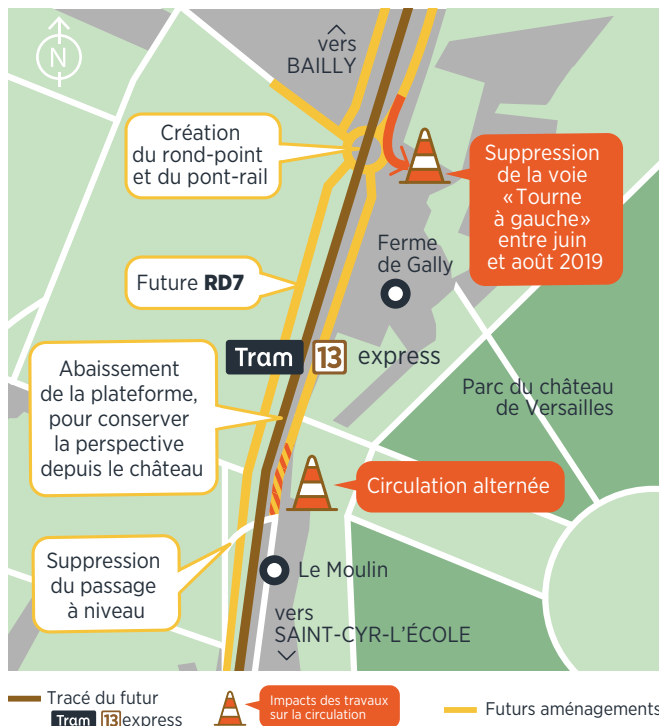 N
vers
BAILLY
Création
du rond-point
et du pont-rail
Suppression
de la voie
«Tourne
à gauche»
entre juin
et août 2019
Ferme
de Gally
Future RD7
Tram 13 express
Abaissement
de la plateforme,
pour conserver
la perspective
depuis le château
Parc du château
de Versailles
Circulation alternée
Suppression
du passage
à niveau
Le Moulin
vers
SAINT-CYR-L'ÉCOLE
Tracé du futur
Tram 13 express
Impacts des travaux
sur la circulation
Futurs aménagements